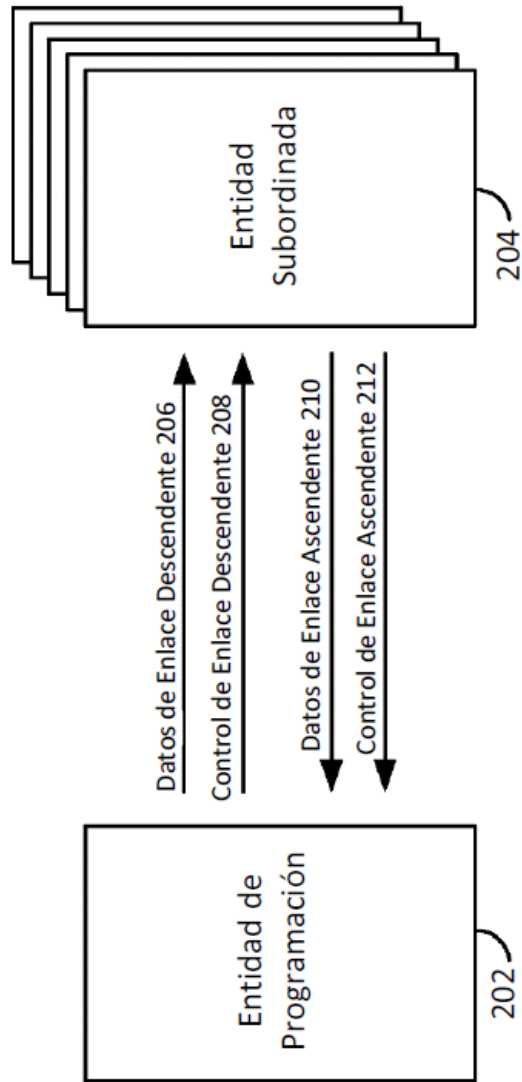 Entidad de
Programación
202
Datos de Enlace Descendente 206
Control de Enlace Descendente 208
Datos de Enlace Ascendente 210
Control de Enlace Ascendente 212
Entidad
Subordinada
204